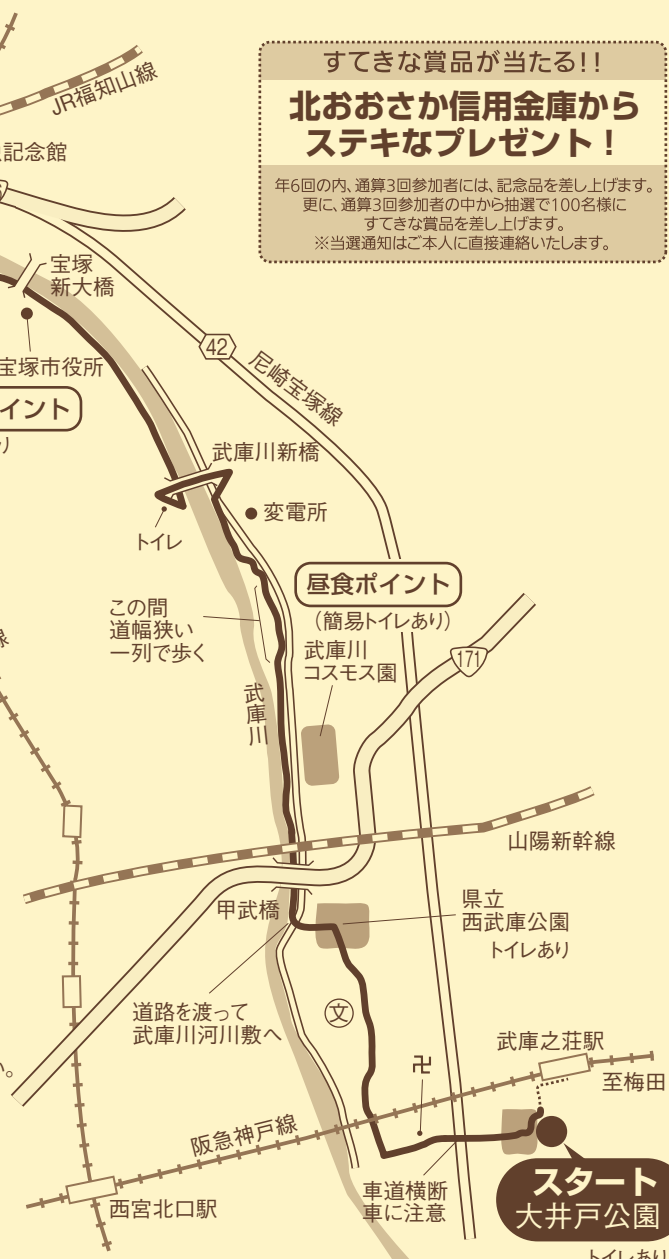 すてきな賞品が当たる!!
北おおさか信用金庫から
ステキなプレゼント！
年6回の内、通算3回参加者には、記念品を差し上げます。
更に、通算3回参加者の中から抽選で100名様に
すてきな賞品を差し上げます。
※当選通知はご本人に直接連絡いたします。
JR福知山線
記念館
宝塚
新大橋
宝塚市役所
イント
り
42
尼崎宝塚線
武庫川新橋
変電所
トイレ
昼食ポイント
（簡易トイレあり）
この間
道幅狭い
一列で歩く
武庫川
コスモス園
171
線
武庫川
山陽新幹線
甲武橋
県立
西武庫公園
トイレあり
道路を渡って
武庫川河川敷へ
文
い。
卍
武庫之荘駅
至梅田
阪急神戸線
西宮北口駅
車道横断
車に注意
スタート
大井戸公園
トイレあり